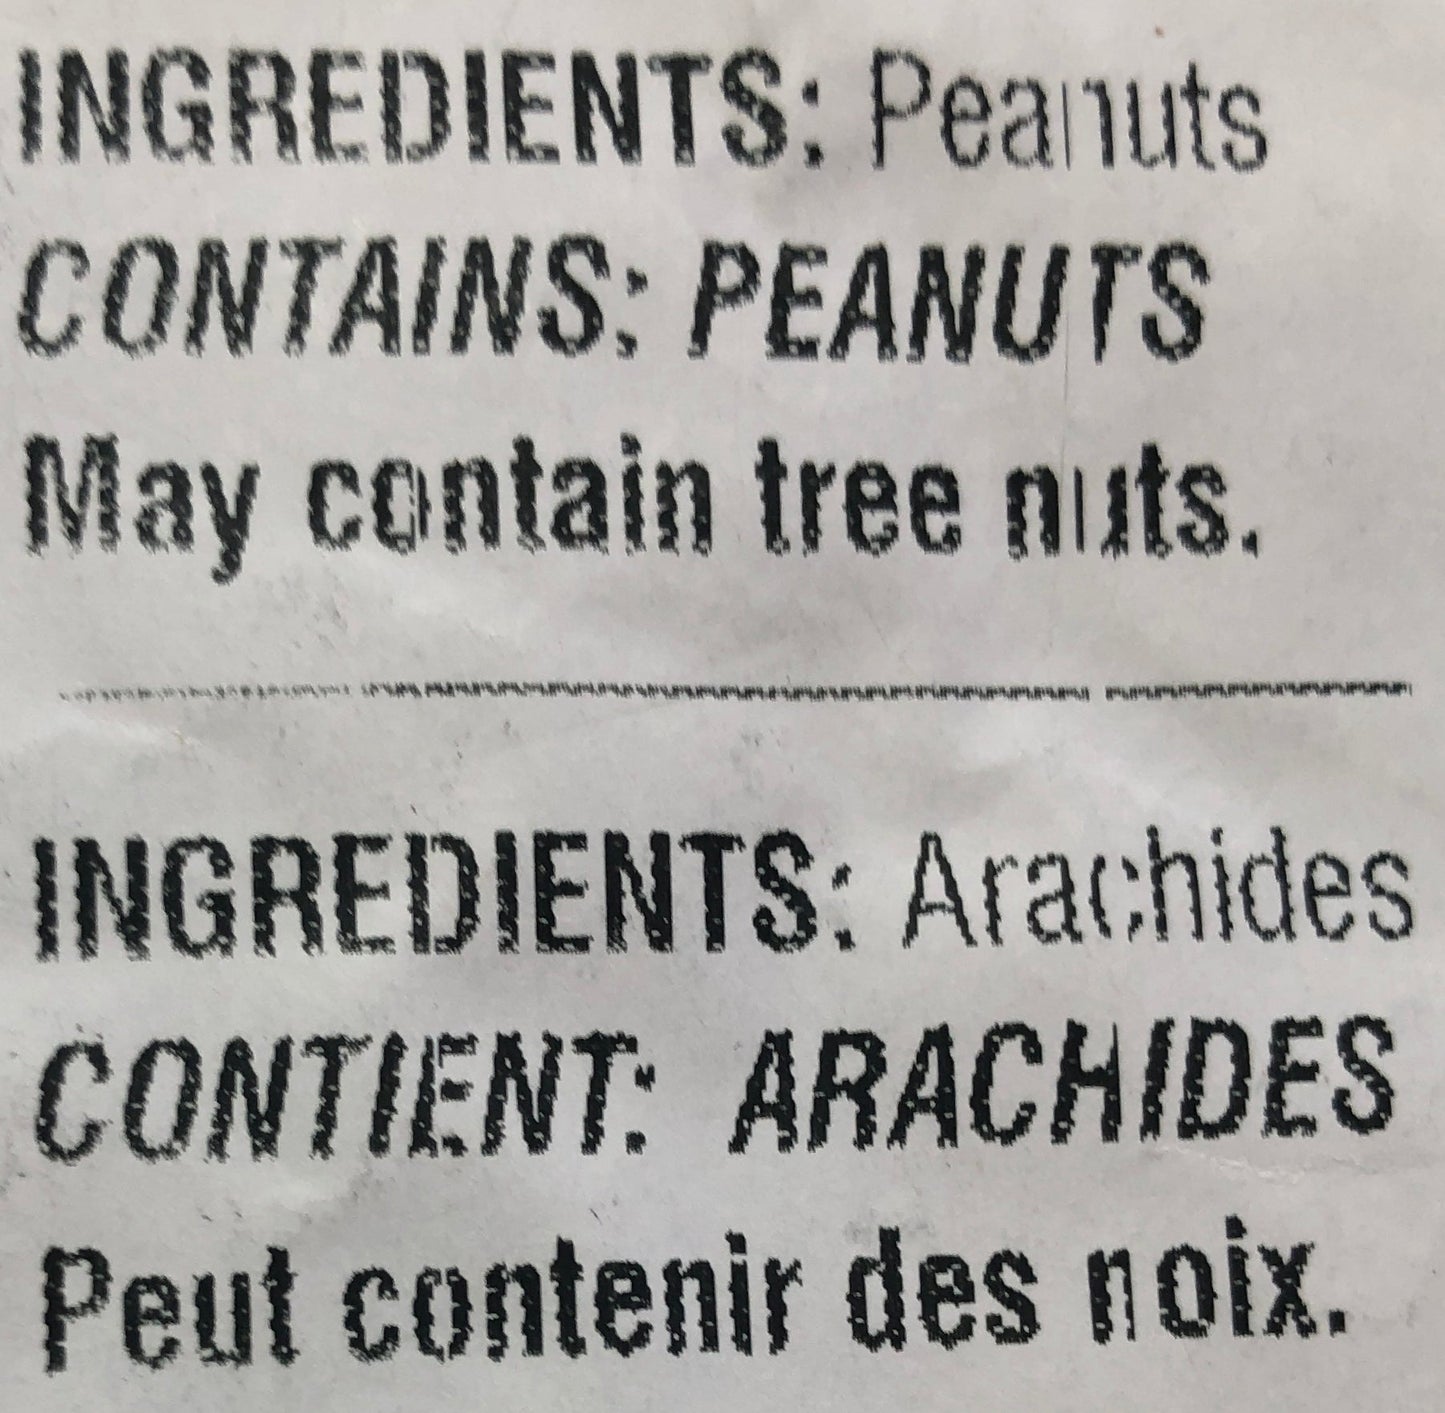 INGREDIENTS: Peanuts
CONTAINS: PEANUTS
May contain tree nuts.
INGREDIENTS: Arachides
CONTIENT: ARACHIDES
Peut contenir des noix.